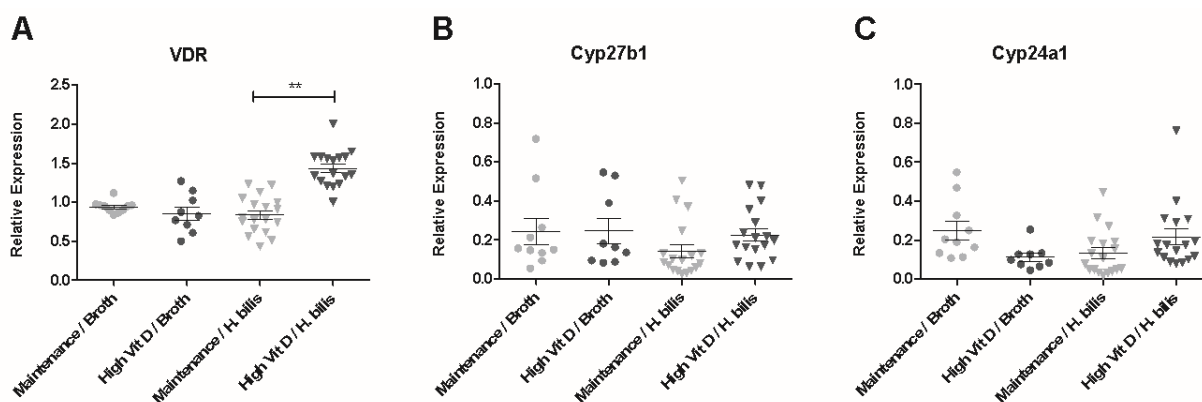 A
VDR
Relative Expression
2.5
2.0
1.5
1.0
0.5
0.0
**
Maintenance / Broth
High Vit D / Broth
Maintenance / H. bilis
High Vit D / H. bilis
B
Cyp27b1
Relative Expression
1.0
0.8
0.6
0.4
0.2
0.0
Maintenance / Broth
High Vit D / Broth
Maintenance / H. bilis
High Vit D / H. bilis
C
Cyp24a1
Relative Expression
1.0
0.8
0.6
0.4
0.2
0.0
Maintenance / Broth
High Vit D / Broth
Maintenance / H. bilis
High Vit D / H. bilis